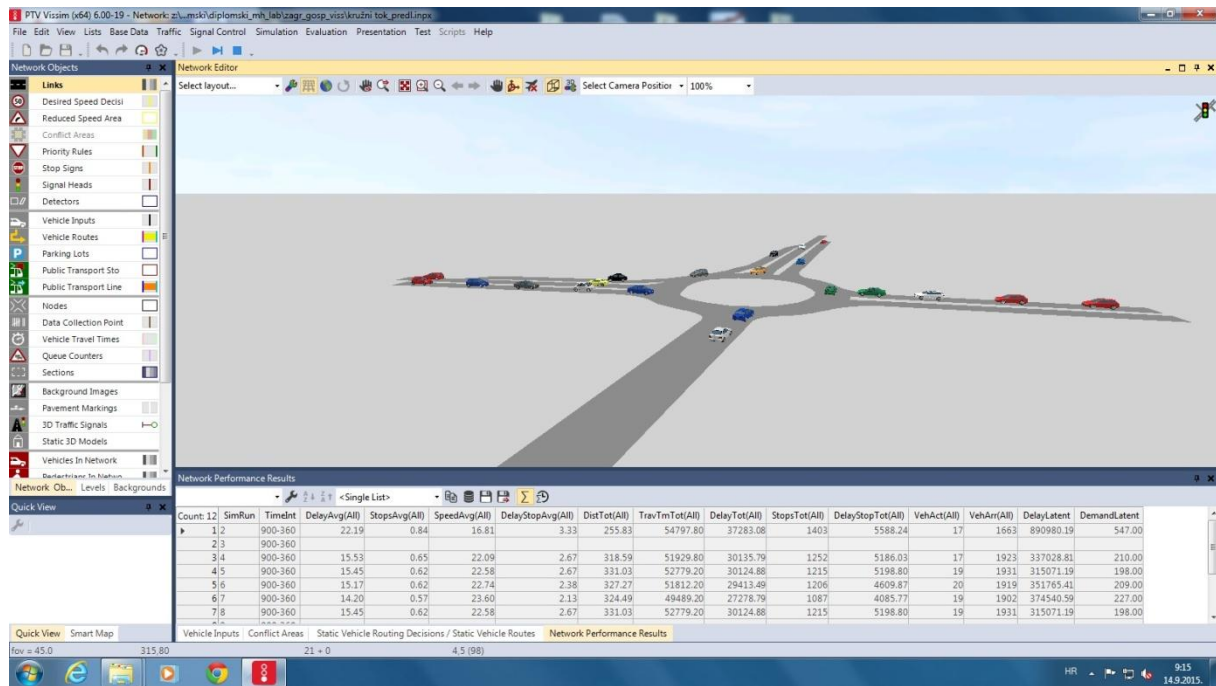 PTV Vissim (x64) 6.00-19 - Network: z:\...mski\diplomski_mh_lab\zagr_gosp_viss\kružni tok_predl.inpx
File Edit View Lists Base Data Traffic Signal Control Simulation Evaluation Presentation Test Scripts Help
Network Objects
Network Editor
Select layout... Select Camera Position 100%
Links
Desired Speed Decisi
Reduced Speed Area
Conflict Areas
Priority Rules
Stop Signs
Signal Heads
Detectors
Vehicle Inputs
Vehicle Routes
Parking Lots
Public Transport Sto
Public Transport Line
Nodes
Data Collection Point
Vehicle Travel Times
Queue Counters
Sections
Background Images
Pavement Markings
3D Traffic Signals
Static 3D Models
Vehicles In Network
Pedestrians In Netwo
Network Ob... Levels Backgrounds
Quick View
Quick View Smart Map
Network Performance Results
<Single List>
Count: 12 SimRun TimeInt DelayAvg(All) StopsAvg(All) SpeedAvg(All) DelayStopAvg(All) DistTot(All) TravTmTot(All) DelayTot(All) StopsTot(All) DelayStopTot(All) VehAct(All) VehArr(All) DelayLatent DemandLatent
1 2 900-360 22.19 0.84 16.81 3.33 255.83 54797.80 37283.08 1403 5588.24 17 1663 890980.19 547.00
2 3 900-360
3 4 900-360 15.53 0.65 22.09 2.67 318.59 51929.80 30135.79 1252 5186.03 17 1923 337028.81 210.00
4 5 900-360 15.45 0.62 22.58 2.67 331.03 52779.20 30124.88 1215 5198.80 19 1931 315071.19 198.00
5 6 900-360 15.17 0.62 22.74 2.38 327.27 51812.20 29413.49 1206 4609.87 20 1919 351765.41 209.00
6 7 900-360 14.20 0.57 23.60 2.13 324.49 49489.20 27278.79 1087 4085.77 19 1902 374540.59 227.00
7 8 900-360 15.45 0.62 22.58 2.67 331.03 52779.20 30124.88 1215 5198.80 19 1931 315071.19 198.00
Vehicle Inputs Conflict Areas Static Vehicle Routing Decisions / Static Vehicle Routes Network Performance Results
fov = 45.0 315,80 21 + 0 4,5 (98)
HR 9:15
14.9.2015.